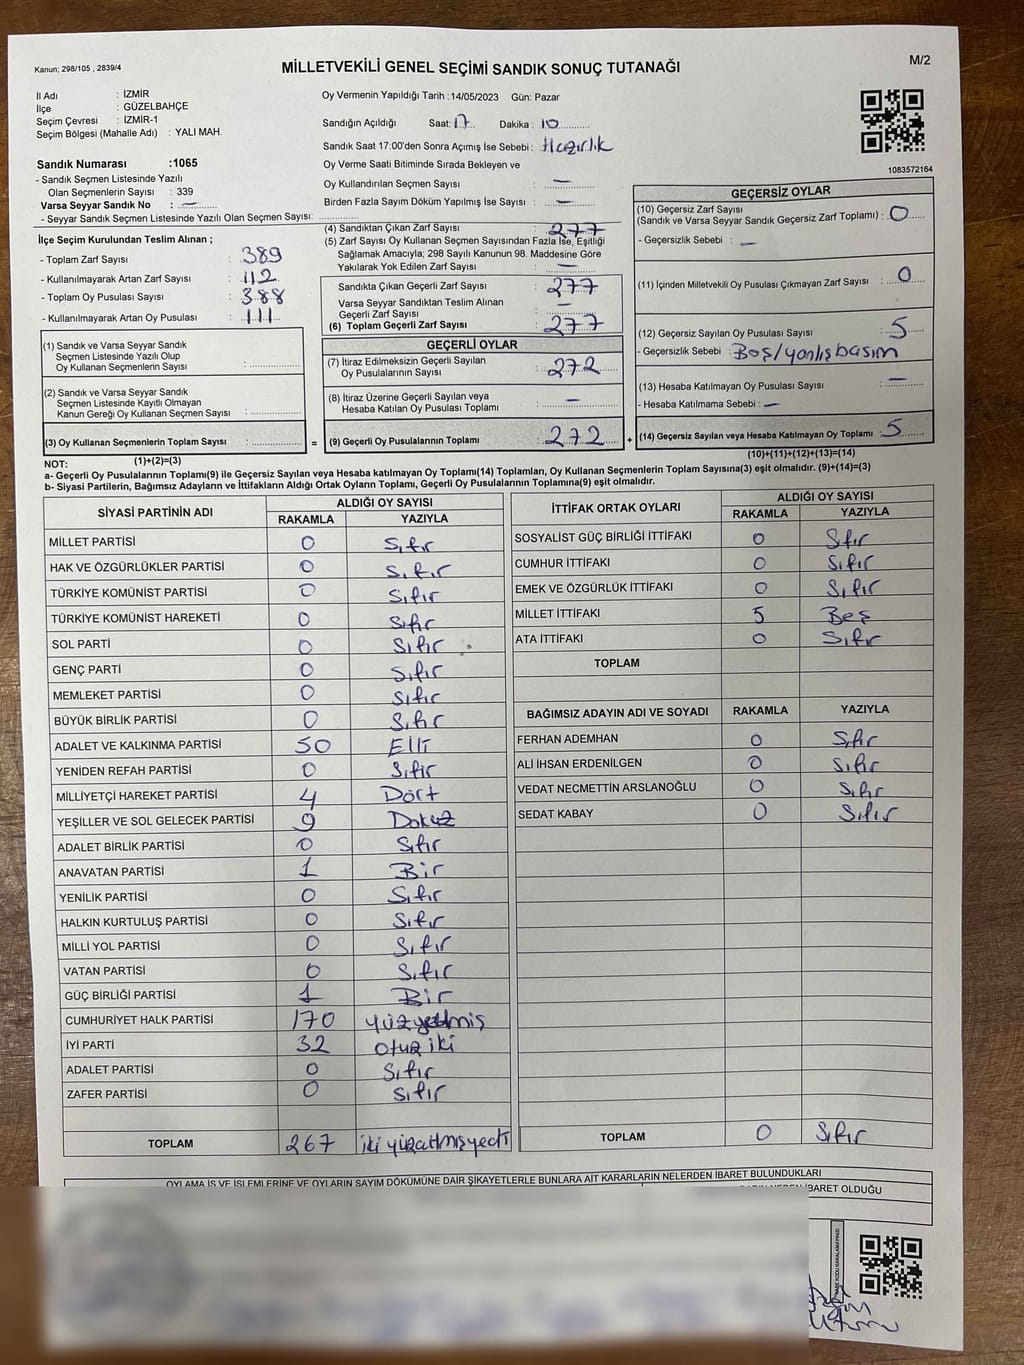 Kanun; 298/105 , 2839/4
MİLLETVEKİLİ GENEL SEÇİMİ SANDIK SONUÇ TUTANAĞI
M/2
İl Adı : İZMİR
İlçe : GÜZELBAHÇE
Seçim Çevresi : İZMİR-1
Seçim Bölgesi (Mahalle Adı) : YALI MAH.
Sandık Numarası :1065
- Sandık Seçmen Listesinde Yazılı
Olan Seçmenlerin Sayısı : 339
Varsa Seyyar Sandık No : —
- Seyyar Sandık Seçmen Listesinde Yazılı Olan Seçmen Sayısı: ..............
Oy Vermenin Yapıldığı Tarih :14/05/2023 Gün: Pazar
Sandığın Açıldığı Saat: 17 Dakika : 10
Sandık Saat 17:00'den Sonra Açımış İse Sebebi : Hazırlık
Oy Verme Saati Bitiminde Sırada Bekleyen ve
Oy Kullandırılan Seçmen Sayısı : —
Birden Fazla Sayım Döküm Yapılmış İse Sayısı : —
1083572164
İlçe Seçim Kurulundan Teslim Alınan ;
- Toplam Zarf Sayısı : 389
- Kullanılmayarak Artan Zarf Sayısı : 112
- Toplam Oy Pusulası Sayısı : 388
- Kullanılmayarak Artan Oy Pusulası : 111
(4) Sandıktan Çıkan Zarf Sayısı : 277
(5) Zarf Sayısı Oy Kullanan Seçmen Sayısından Fazla İse, Eşitliği
Sağlamak Amacıyla; 298 Sayılı Kanunun 98. Maddesine Göre
Yakılarak Yok Edilen Zarf Sayısı : —
Sandıkta Çıkan Geçerli Zarf Sayısı : 277
Varsa Seyyar Sandıktan Teslim Alınan
Geçerli Zarf Sayısı : —
(6) Toplam Geçerli Zarf Sayısı : 277
GEÇERSİZ OYLAR
(10) Geçersiz Zarf Sayısı
(Sandık ve Varsa Seyyar Sandık Geçersiz Zarf Toplamı) : 0
- Geçersizlik Sebebi : —
(11) İçinden Milletvekili Oy Pusulası Çıkmayan Zarf Sayısı : 0
(12) Geçersiz Sayılan Oy Pusulası Sayısı : 5
- Geçersizlik Sebebi : Boş/yanlış basım
(13) Hesaba Katılmayan Oy Pusulası Sayısı : —
- Hesaba Katılmama Sebebi : —
(14) Geçersiz Sayılan veya Hesaba Katılmayan Oy Toplamı : 5
(10)+(11)+(12)+(13)=(14)
(1) Sandık ve Varsa Seyyar Sandık
Seçmen Listesinde Yazılı Olup
Oy Kullanan Seçmenlerin Sayısı : ..............
(2) Sandık ve Varsa Seyyar Sandık
Seçmen Listesinde Kayıtlı Olmayan
Kanun Gereği Oy Kullanan Seçmen Sayısı : ..............
(3) Oy Kullanan Seçmenlerin Toplam Sayısı : .............. =
(1)+(2)=(3)
GEÇERLİ OYLAR
(7) İtiraz Edilmeksizin Geçerli Sayılan
Oy Pusulalarının Sayısı : 272
(8) İtiraz Üzerine Geçerli Sayılan veya
Hesaba Katılan Oy Pusulası Toplamı : —
(9) Geçerli Oy Pusulalarının Toplamı : 272 +
NOT:
a- Geçerli Oy Pusulalarının Toplamı(9) ile Geçersiz Sayılan veya Hesaba katılmayan Oy Toplamı(14) Toplamları, Oy Kullanan Seçmenlerin Toplam Sayısına(3) eşit olmalıdır. (9)+(14)=(3)
b- Siyasi Partilerin, Bağımsız Adayların ve İttifakların Aldığı Ortak Oyların Toplamı, Geçerli Oy Pusulalarının Toplamına(9) eşit olmalıdır.
SİYASİ PARTİNİN ADI ALDIĞI OY SAYISI
RAKAMLA YAZIYLA
MİLLET PARTİSİ 0 Sıfır
HAK VE ÖZGÜRLÜKLER PARTİSİ 0 Sıfır
TÜRKİYE KOMÜNİST PARTİSİ 0 Sıfır
TÜRKİYE KOMÜNİST HAREKETİ 0 Sıfır
SOL PARTİ 0 Sıfır
GENÇ PARTİ 0 Sıfır
MEMLEKET PARTİSİ 0 Sıfır
BÜYÜK BİRLİK PARTİSİ 0 Sıfır
ADALET VE KALKINMA PARTİSİ 50 Elli
YENİDEN REFAH PARTİSİ 0 Sıfır
MİLLİYETÇİ HAREKET PARTİSİ 4 Dört
YEŞİLLER VE SOL GELECEK PARTİSİ 9 Dokuz
ADALET BİRLİK PARTİSİ 0 Sıfır
ANAVATAN PARTİSİ 1 Bir
YENİLİK PARTİSİ 0 Sıfır
HALKIN KURTULUŞ PARTİSİ 0 Sıfır
MİLLİ YOL PARTİSİ 0 Sıfır
VATAN PARTİSİ 0 Sıfır
GÜÇ BİRLİĞİ PARTİSİ 1 Bir
CUMHURİYET HALK PARTİSİ 170 yüzyetmiş
İYİ PARTİ 32 otuziki
ADALET PARTİSİ 0 Sıfır
ZAFER PARTİSİ 0 sıfır
TOPLAM 267 iki yüzaltmışyedi
İTTİFAK ORTAK OYLARI ALDIĞI OY SAYISI
RAKAMLA YAZIYLA
SOSYALİST GÜÇ BİRLİĞİ İTTİFAKI 0 Sıfır
CUMHUR İTTİFAKI 0 Sıfır
EMEK VE ÖZGÜRLÜK İTTİFAKI 0 Sıfır
MİLLET İTTİFAKI 5 Beş
ATA İTTİFAKI 0 Sıfır
TOPLAM
BAĞIMSIZ ADAYIN ADI VE SOYADI RAKAMLA YAZIYLA
FERHAN ADEMHAN 0 Sıfır
ALİ İHSAN ERDENİLGEN 0 Sıfır
VEDAT NECMETTİN ARSLANOĞLU 0 Sıfır
SEDAT KABAY 0 Sıfır
TOPLAM 0 Sıfır
OYLAMA İŞ VE İŞLEMLERİNE VE OYLARIN SAYIM DÖKÜMÜNE DAİR ŞİKAYETLERLE BUNLARA AİT KARARLARIN NELERDEN İBARET BULUNDUKLARI
İBARET OLDUĞU